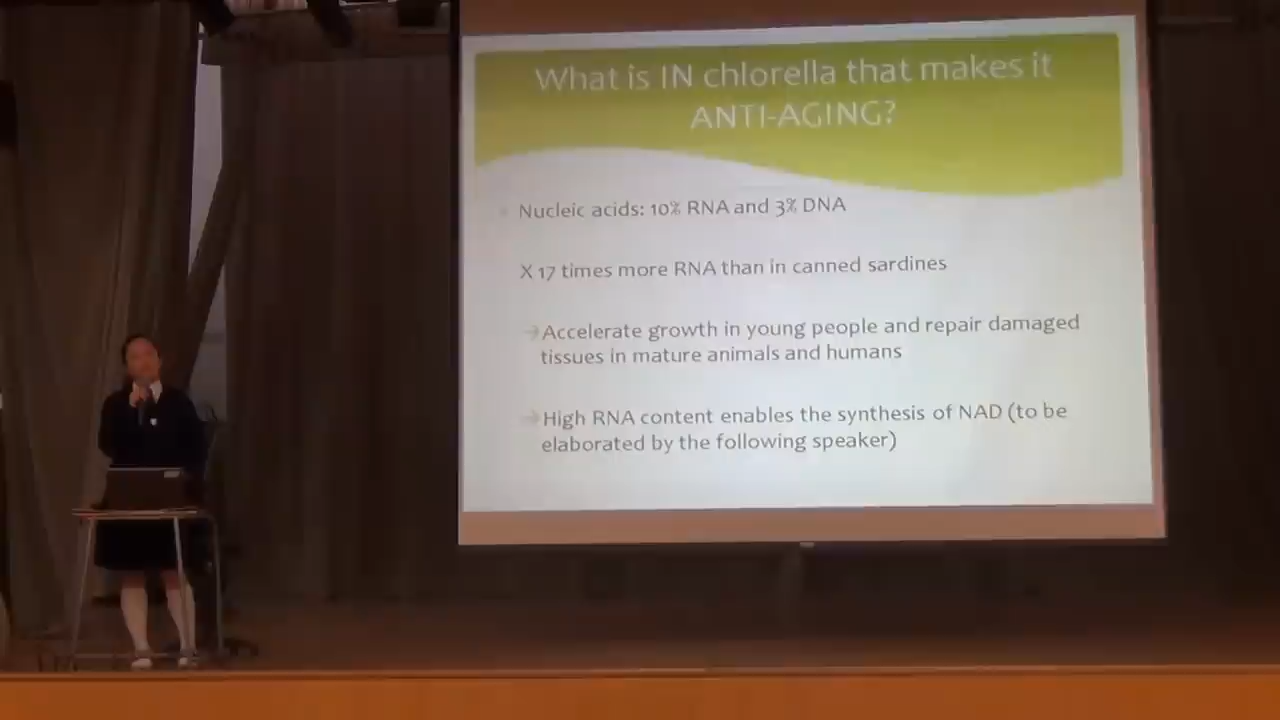 What is IN chlorella that makes it
ANTI-AGING?
Nucleic acids: 10% RNA and 3% DNA
X 17 times more RNA than in canned sardines
Accelerate growth in young people and repair damaged
tissues in mature animals and humans
High RNA content enables the synthesis of NAD (to be
elaborated by the following speaker)